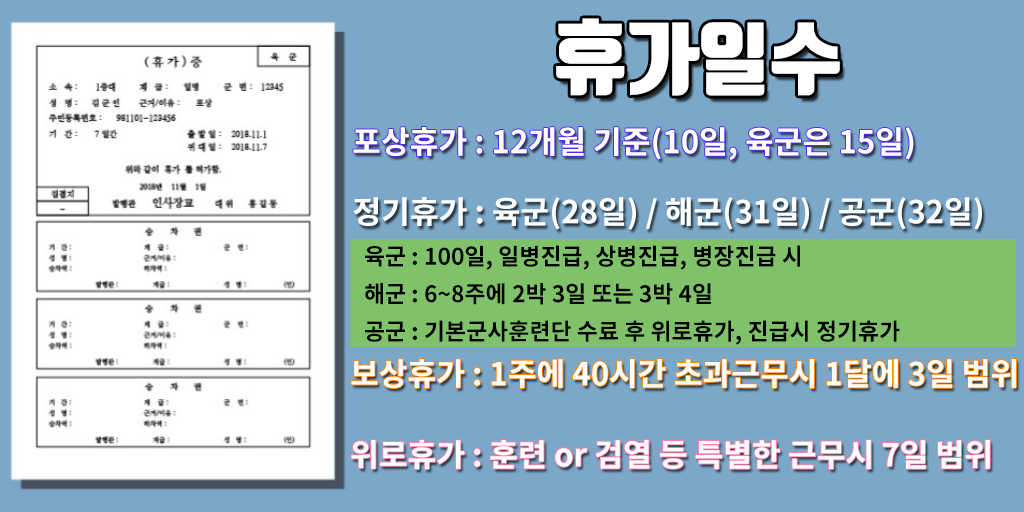 (휴가)증
육 군
소 속 : 1중대 계 급 : 일병 군 번 : 12345
성 명 : 김군인 근거/이유 : 포상
주민등록번호 : 981101-123456
기 간 : 7일간 출발일 : 2018.11.1
귀대일 : 2018.11.7
위와 같이 휴가 를 허가함.
2018년 11월 1일
집결지
-
발행관 인사장교 대위 홍길동
승 차 권
기 간 : 계 급 : 군 번 :
성 명 : 근거/이유 :
승차역 : 하차역 :
발행관 : 계급 : 성 명 : (인)
승 차 권
기 간 : 계 급 : 군 번 :
성 명 : 근거/이유 :
승차역 : 하차역 :
발행관 : 계급 : 성 명 : (인)
승 차 권
기 간 : 계 급 : 군 번 :
성 명 : 근거/이유 :
승차역 : 하차역 :
발행관 : 계급 : 성 명 : (인)
휴가일수
포상휴가 : 12개월 기준(10일, 육군은 15일)
정기휴가 : 육군(28일) / 해군(31일) / 공군(32일)
육군 : 100일, 일병진급, 상병진급, 병장진급 시
해군 : 6~8주에 2박 3일 또는 3박 4일
공군 : 기본군사훈련단 수료 후 위로휴가, 진급시 정기휴가
보상휴가 : 1주에 40시간 초과근무시 1달에 3일 범위
위로휴가 : 훈련 or 검열 등 특별한 근무시 7일 범위